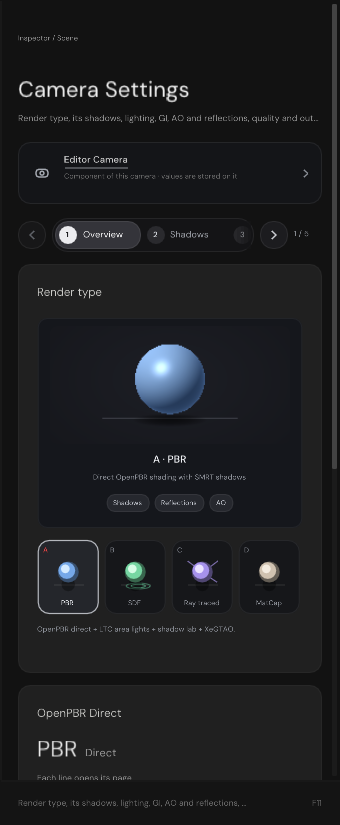 Inspector / Scene
Camera Settings
Render type, its shadows, lighting, GI, AO and reflections, quality and out...
Editor Camera
Component of this camera · values are stored on it
1 Overview 2 Shadows 3 1 / 5
Render type
A · PBR
Direct OpenPBR shading with SMRT shadows
Shadows Reflections AO
A B C D
PBR SDF Ray traced MatCap
OpenPBR direct + LTC area lights + shadow lab + XeGTAO.
OpenPBR Direct
PBR Direct
Each line opens its page
Render type, its shadows, lighting, GI, AO and reflections, ... F11